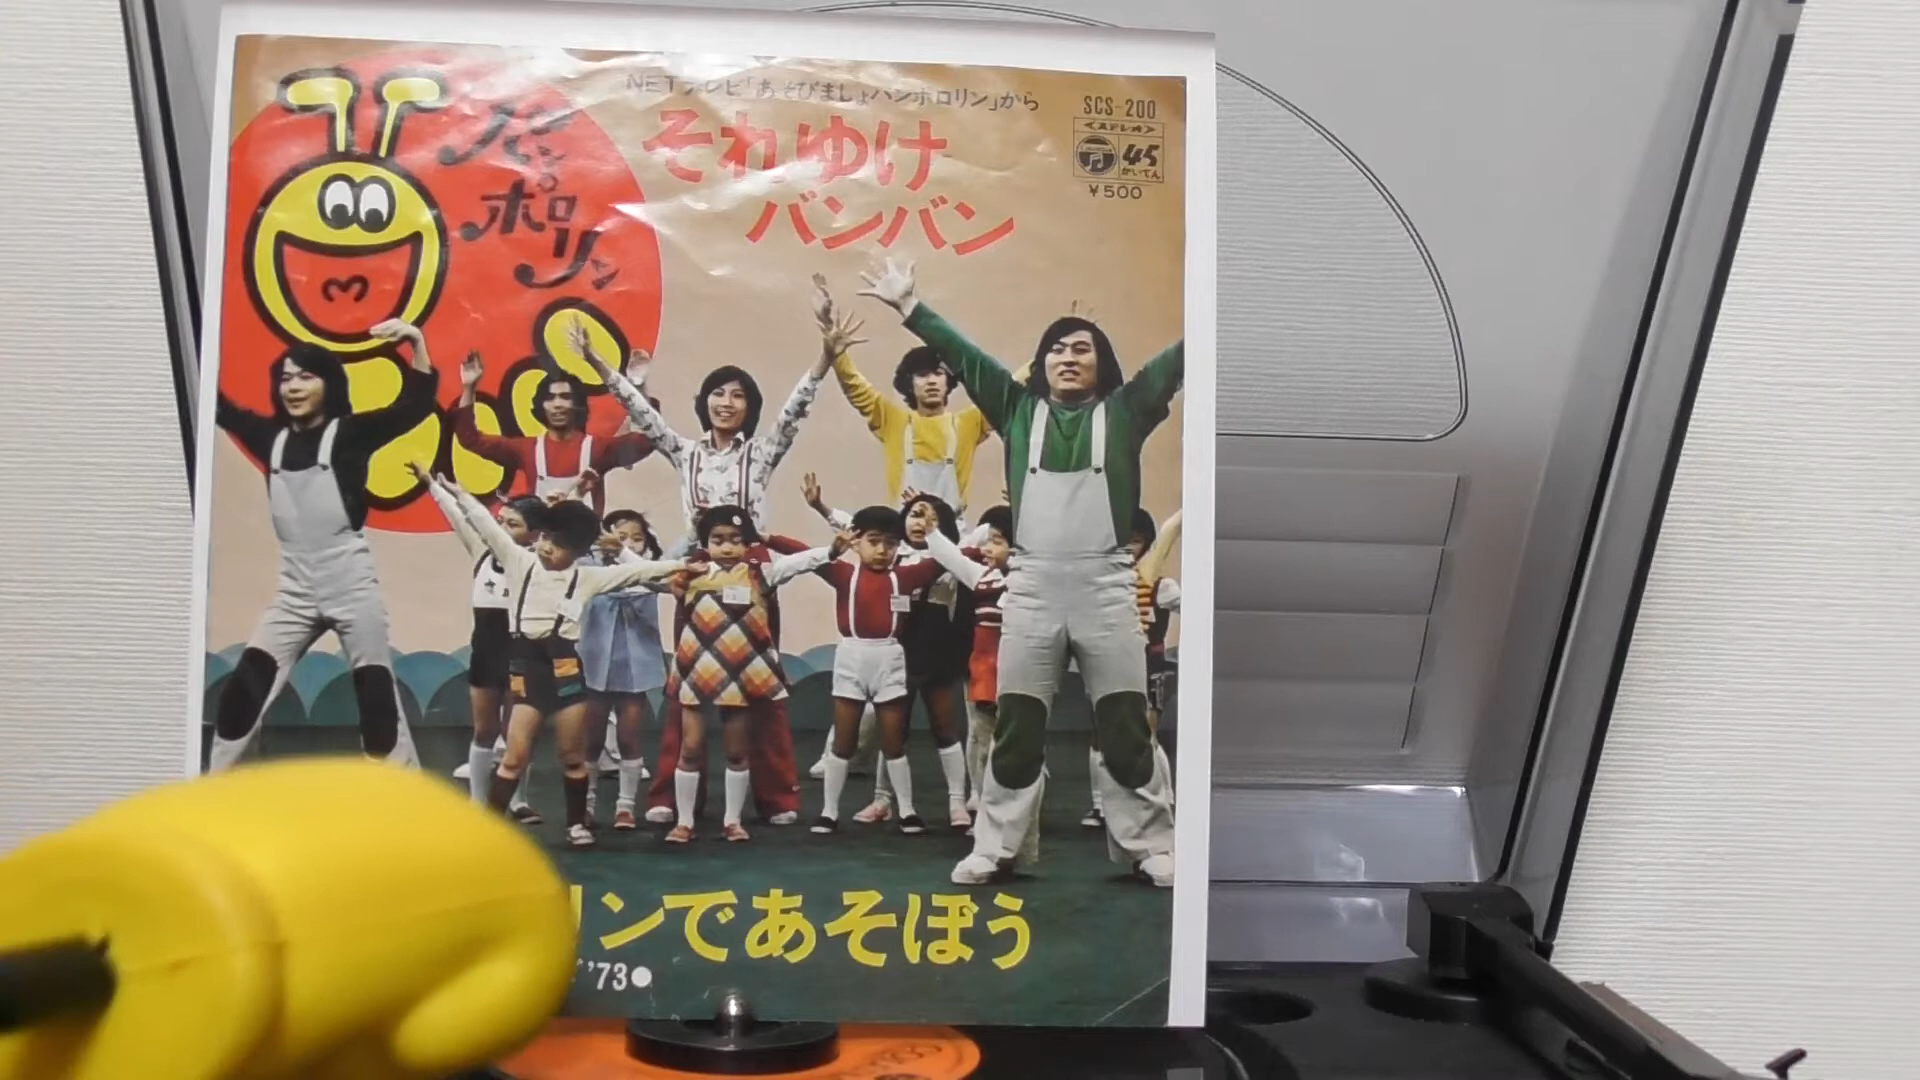 NETテレビ「あそびましょパンポロリン」から
SCS-200
<ステレオ>
45
かいてん
¥500
パンポロリン
それゆけ
バンバン
リンであそぼう
'73●